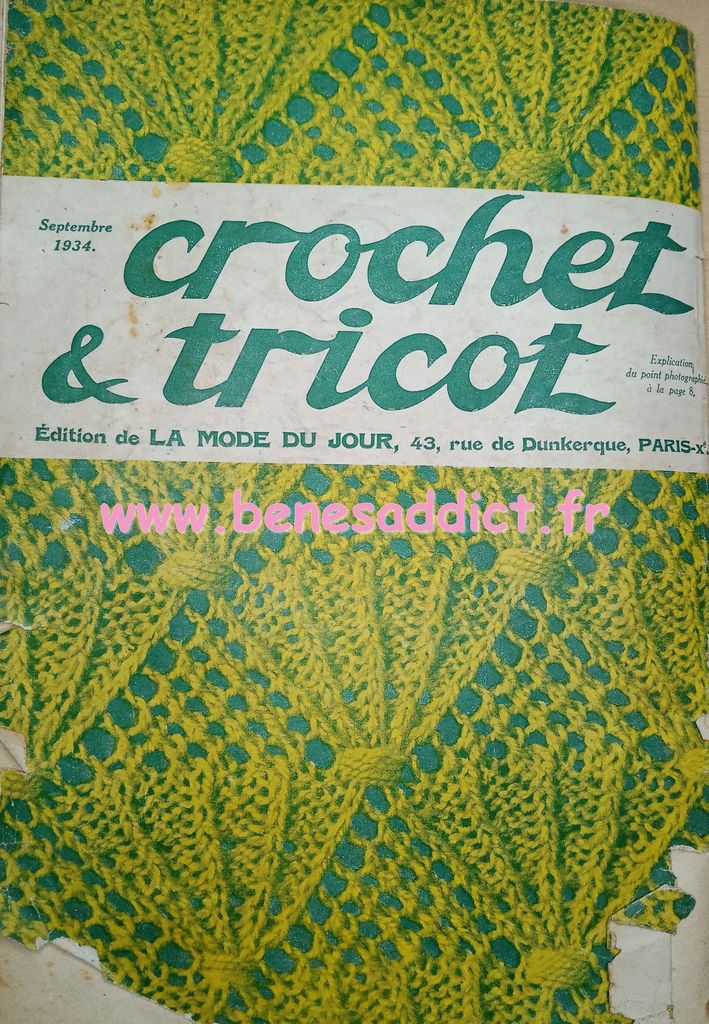 Septembre
1934.
crochet
& tricot
Explication
du point photographié
à la page 8.
Édition de LA MODE DU JOUR, 43, rue de Dunkerque, PARIS-Xe.
www.benesaddict.fr